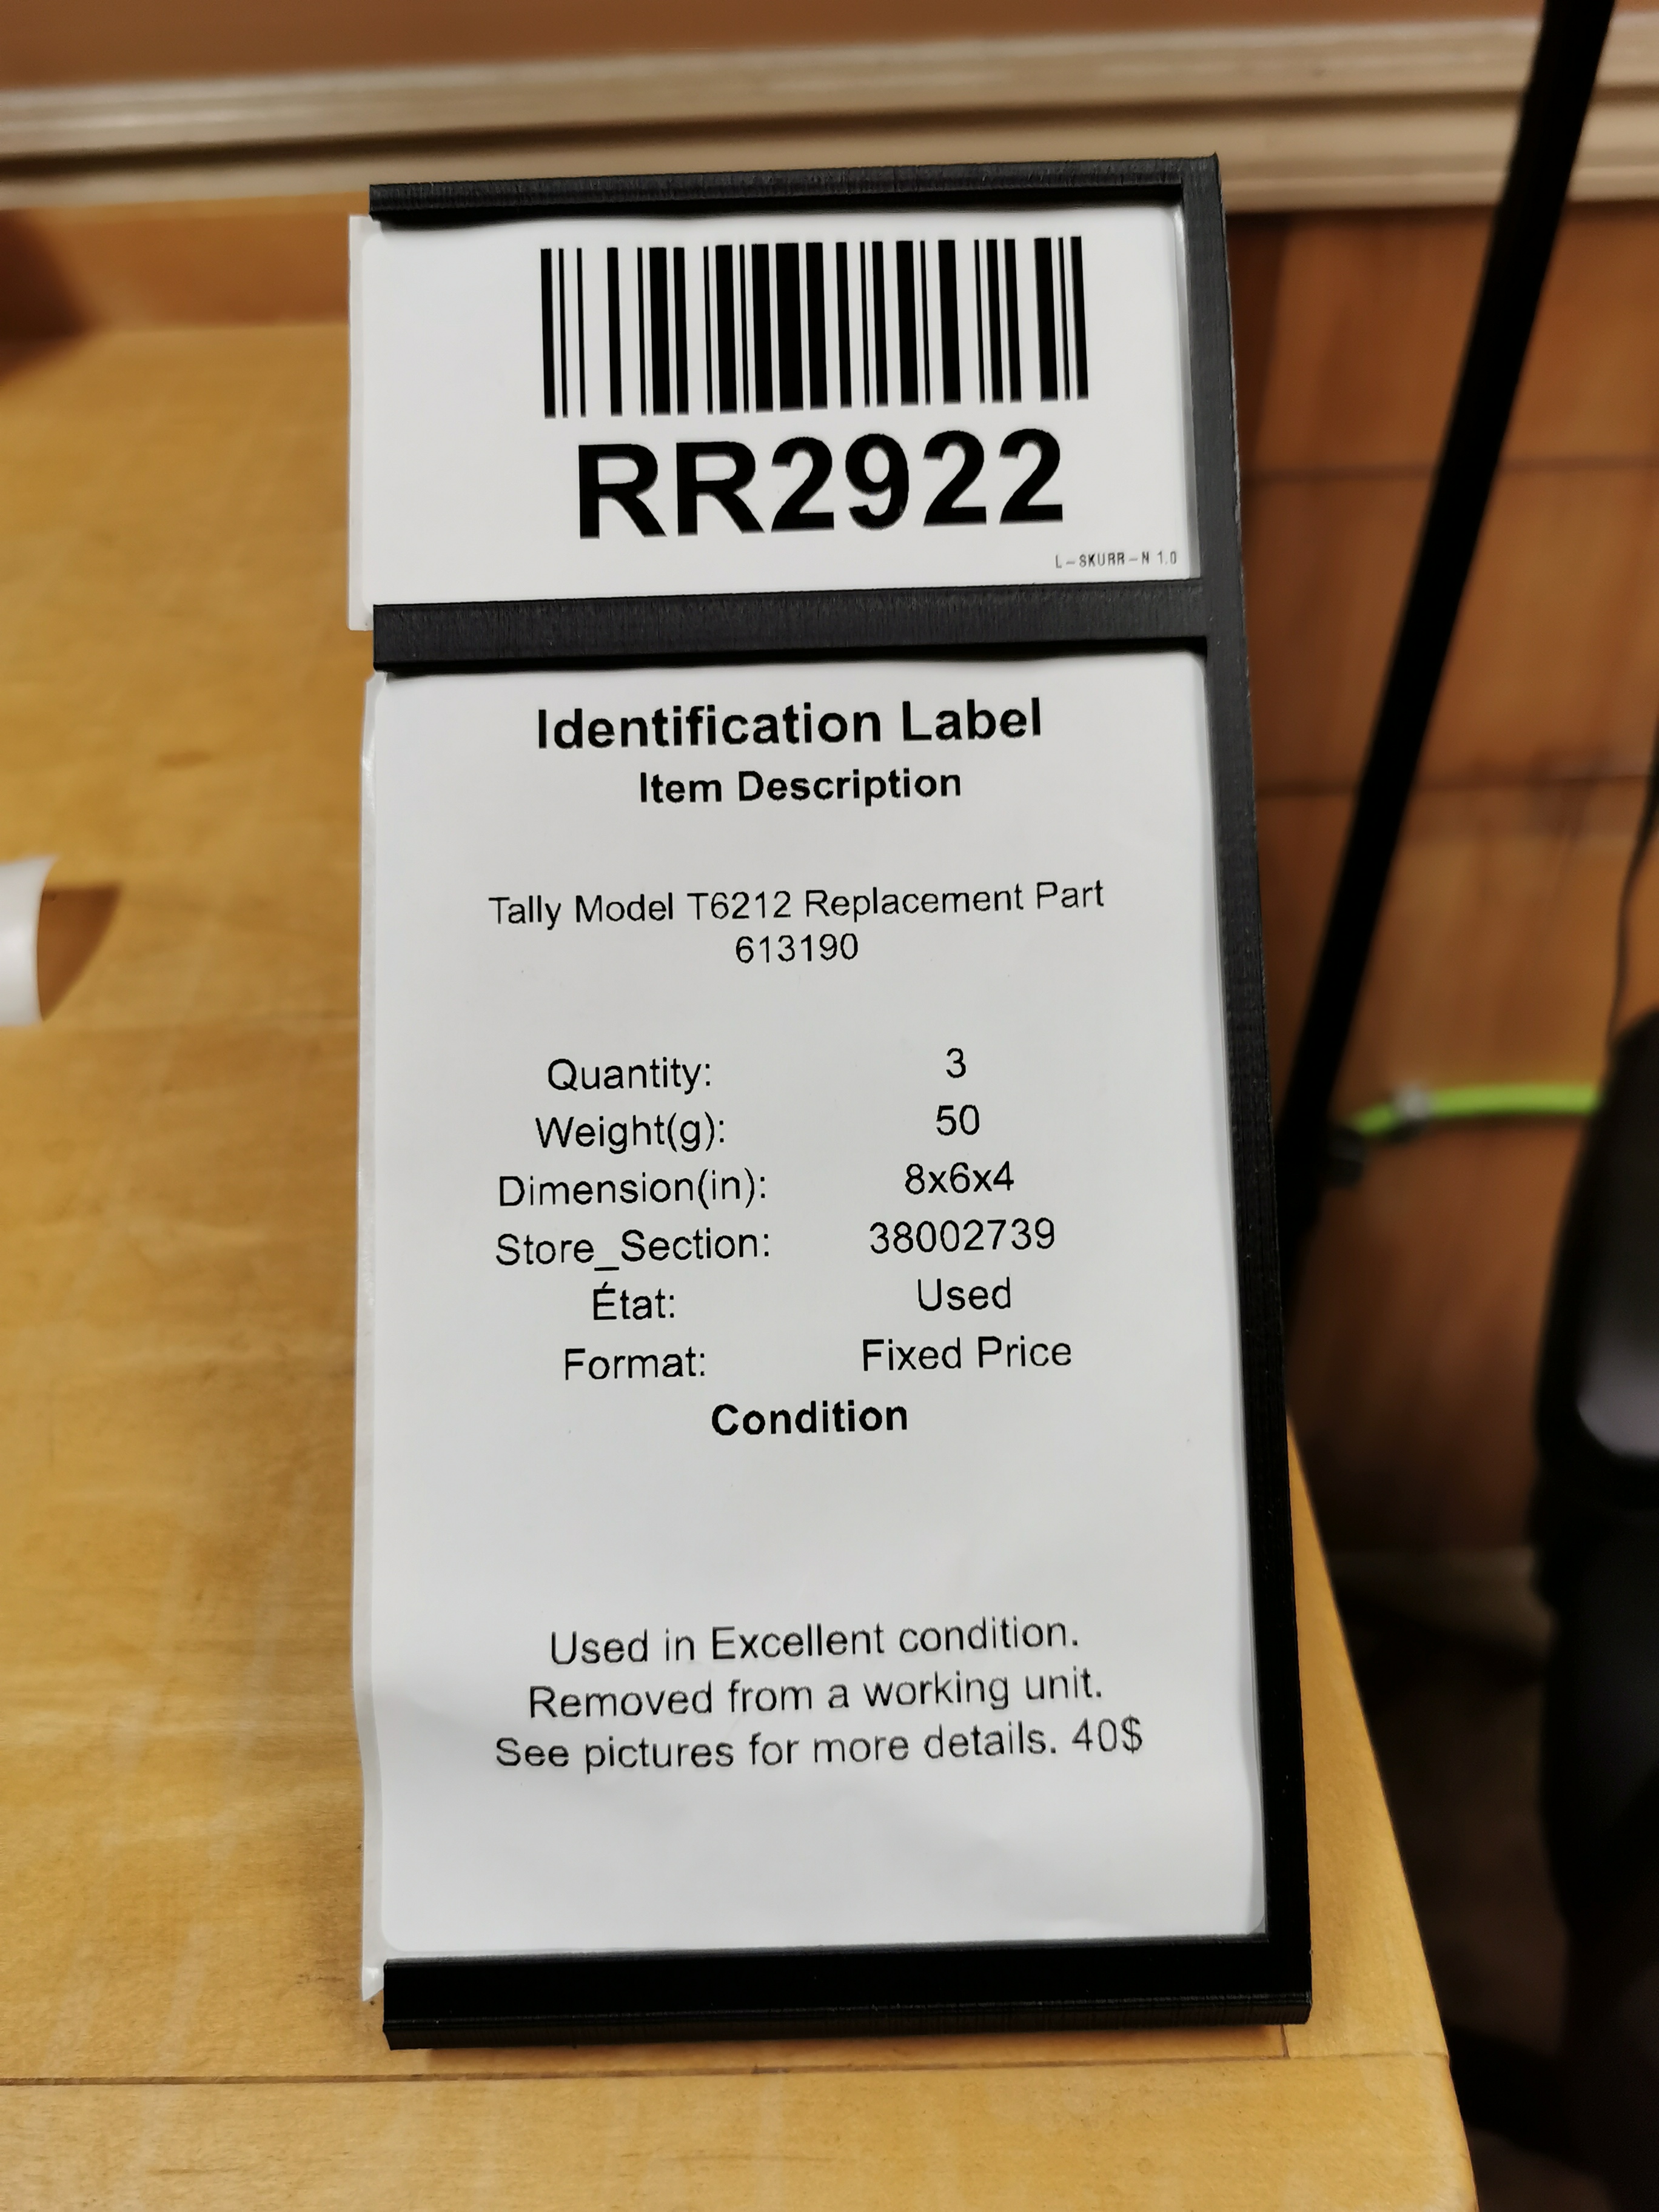 RR2922
L-SKURR-N 1.0
Identification Label
Item Description
Tally Model T6212 Replacement Part
613190
Quantity: 3
Weight(g): 50
Dimension(in): 8x6x4
Store_Section: 38002739
État: Used
Format: Fixed Price
Condition
Used in Excellent condition.
Removed from a working unit.
See pictures for more details. 40$